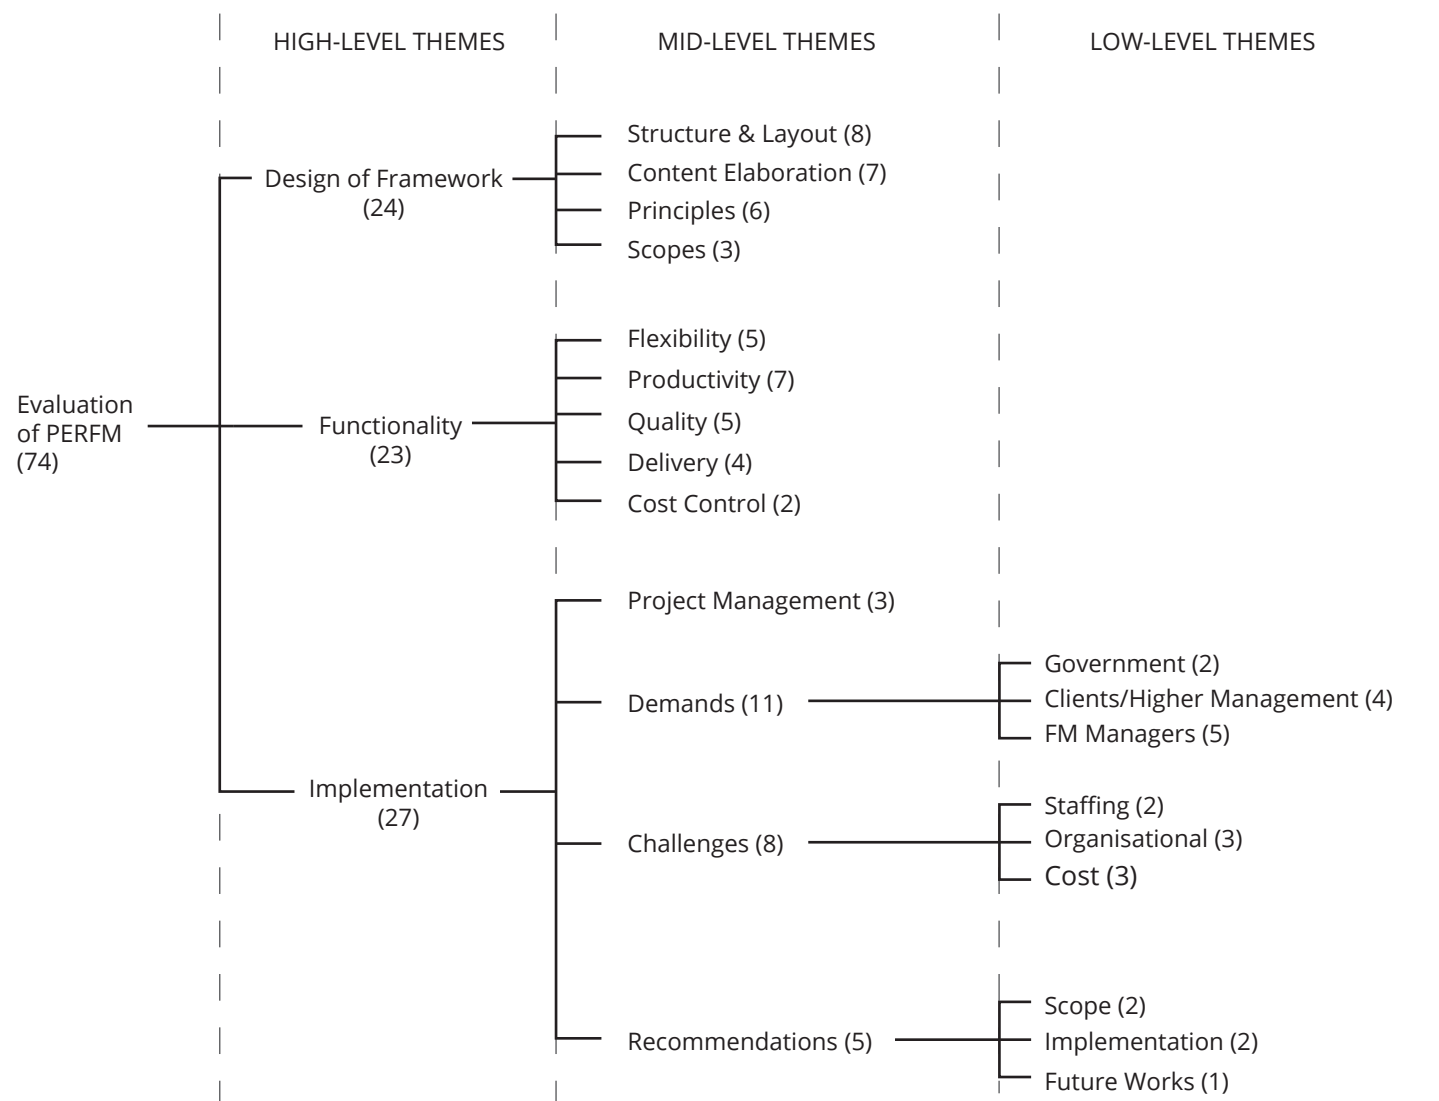 HIGH-LEVEL THEMES
MID-LEVEL THEMES
LOW-LEVEL THEMES
Evaluation
of PERFM
(74)
Design of Framework
(24)
Structure & Layout (8)
Content Elaboration (7)
Principles (6)
Scopes (3)
Functionality
(23)
Flexibility (5)
Productivity (7)
Quality (5)
Delivery (4)
Cost Control (2)
Implementation
(27)
Project Management (3)
Demands (11)
Government (2)
Clients/Higher Management (4)
FM Managers (5)
Challenges (8)
Staffing (2)
Organisational (3)
Cost (3)
Recommendations (5)
Scope (2)
Implementation (2)
Future Works (1)